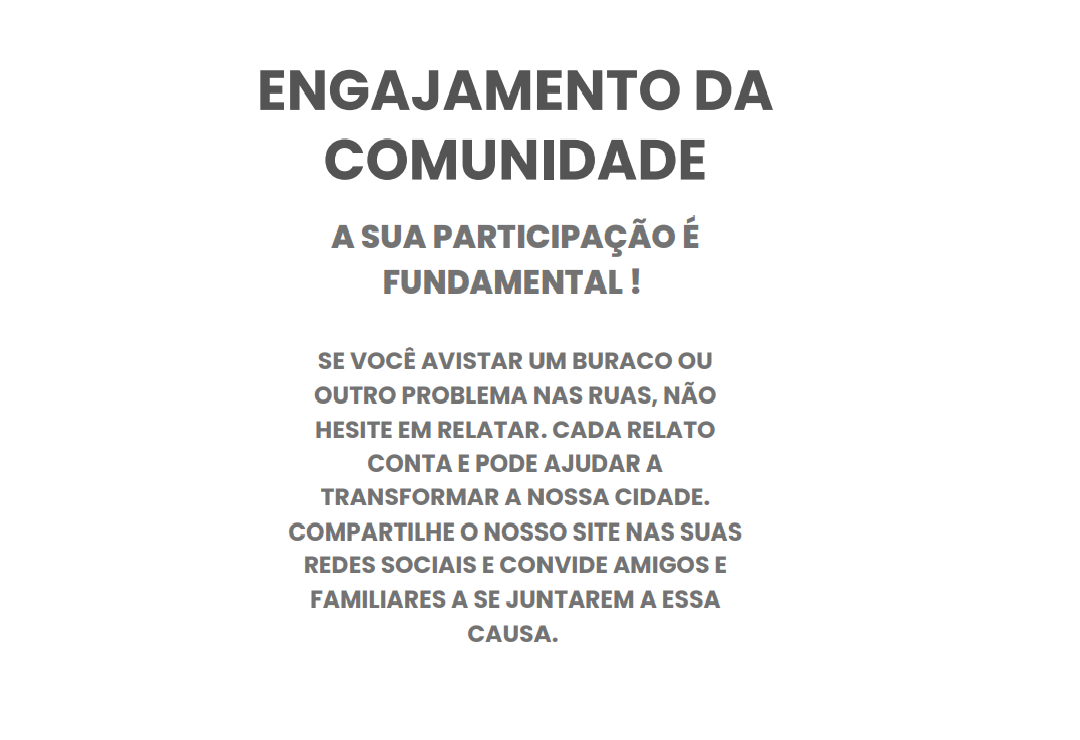 ENGAJAMENTO DA
COMUNIDADE
A SUA PARTICIPAÇÃO É
FUNDAMENTAL !
SE VOCÊ AVISTAR UM BURACO OU
OUTRO PROBLEMA NAS RUAS, NÃO
HESITE EM RELATAR. CADA RELATO
CONTA E PODE AJUDAR A
TRANSFORMAR A NOSSA CIDADE.
COMPARTILHE O NOSSO SITE NAS SUAS
REDES SOCIAIS E CONVIDE AMIGOS E
FAMILIARES A SE JUNTAREM A ESSA
CAUSA.